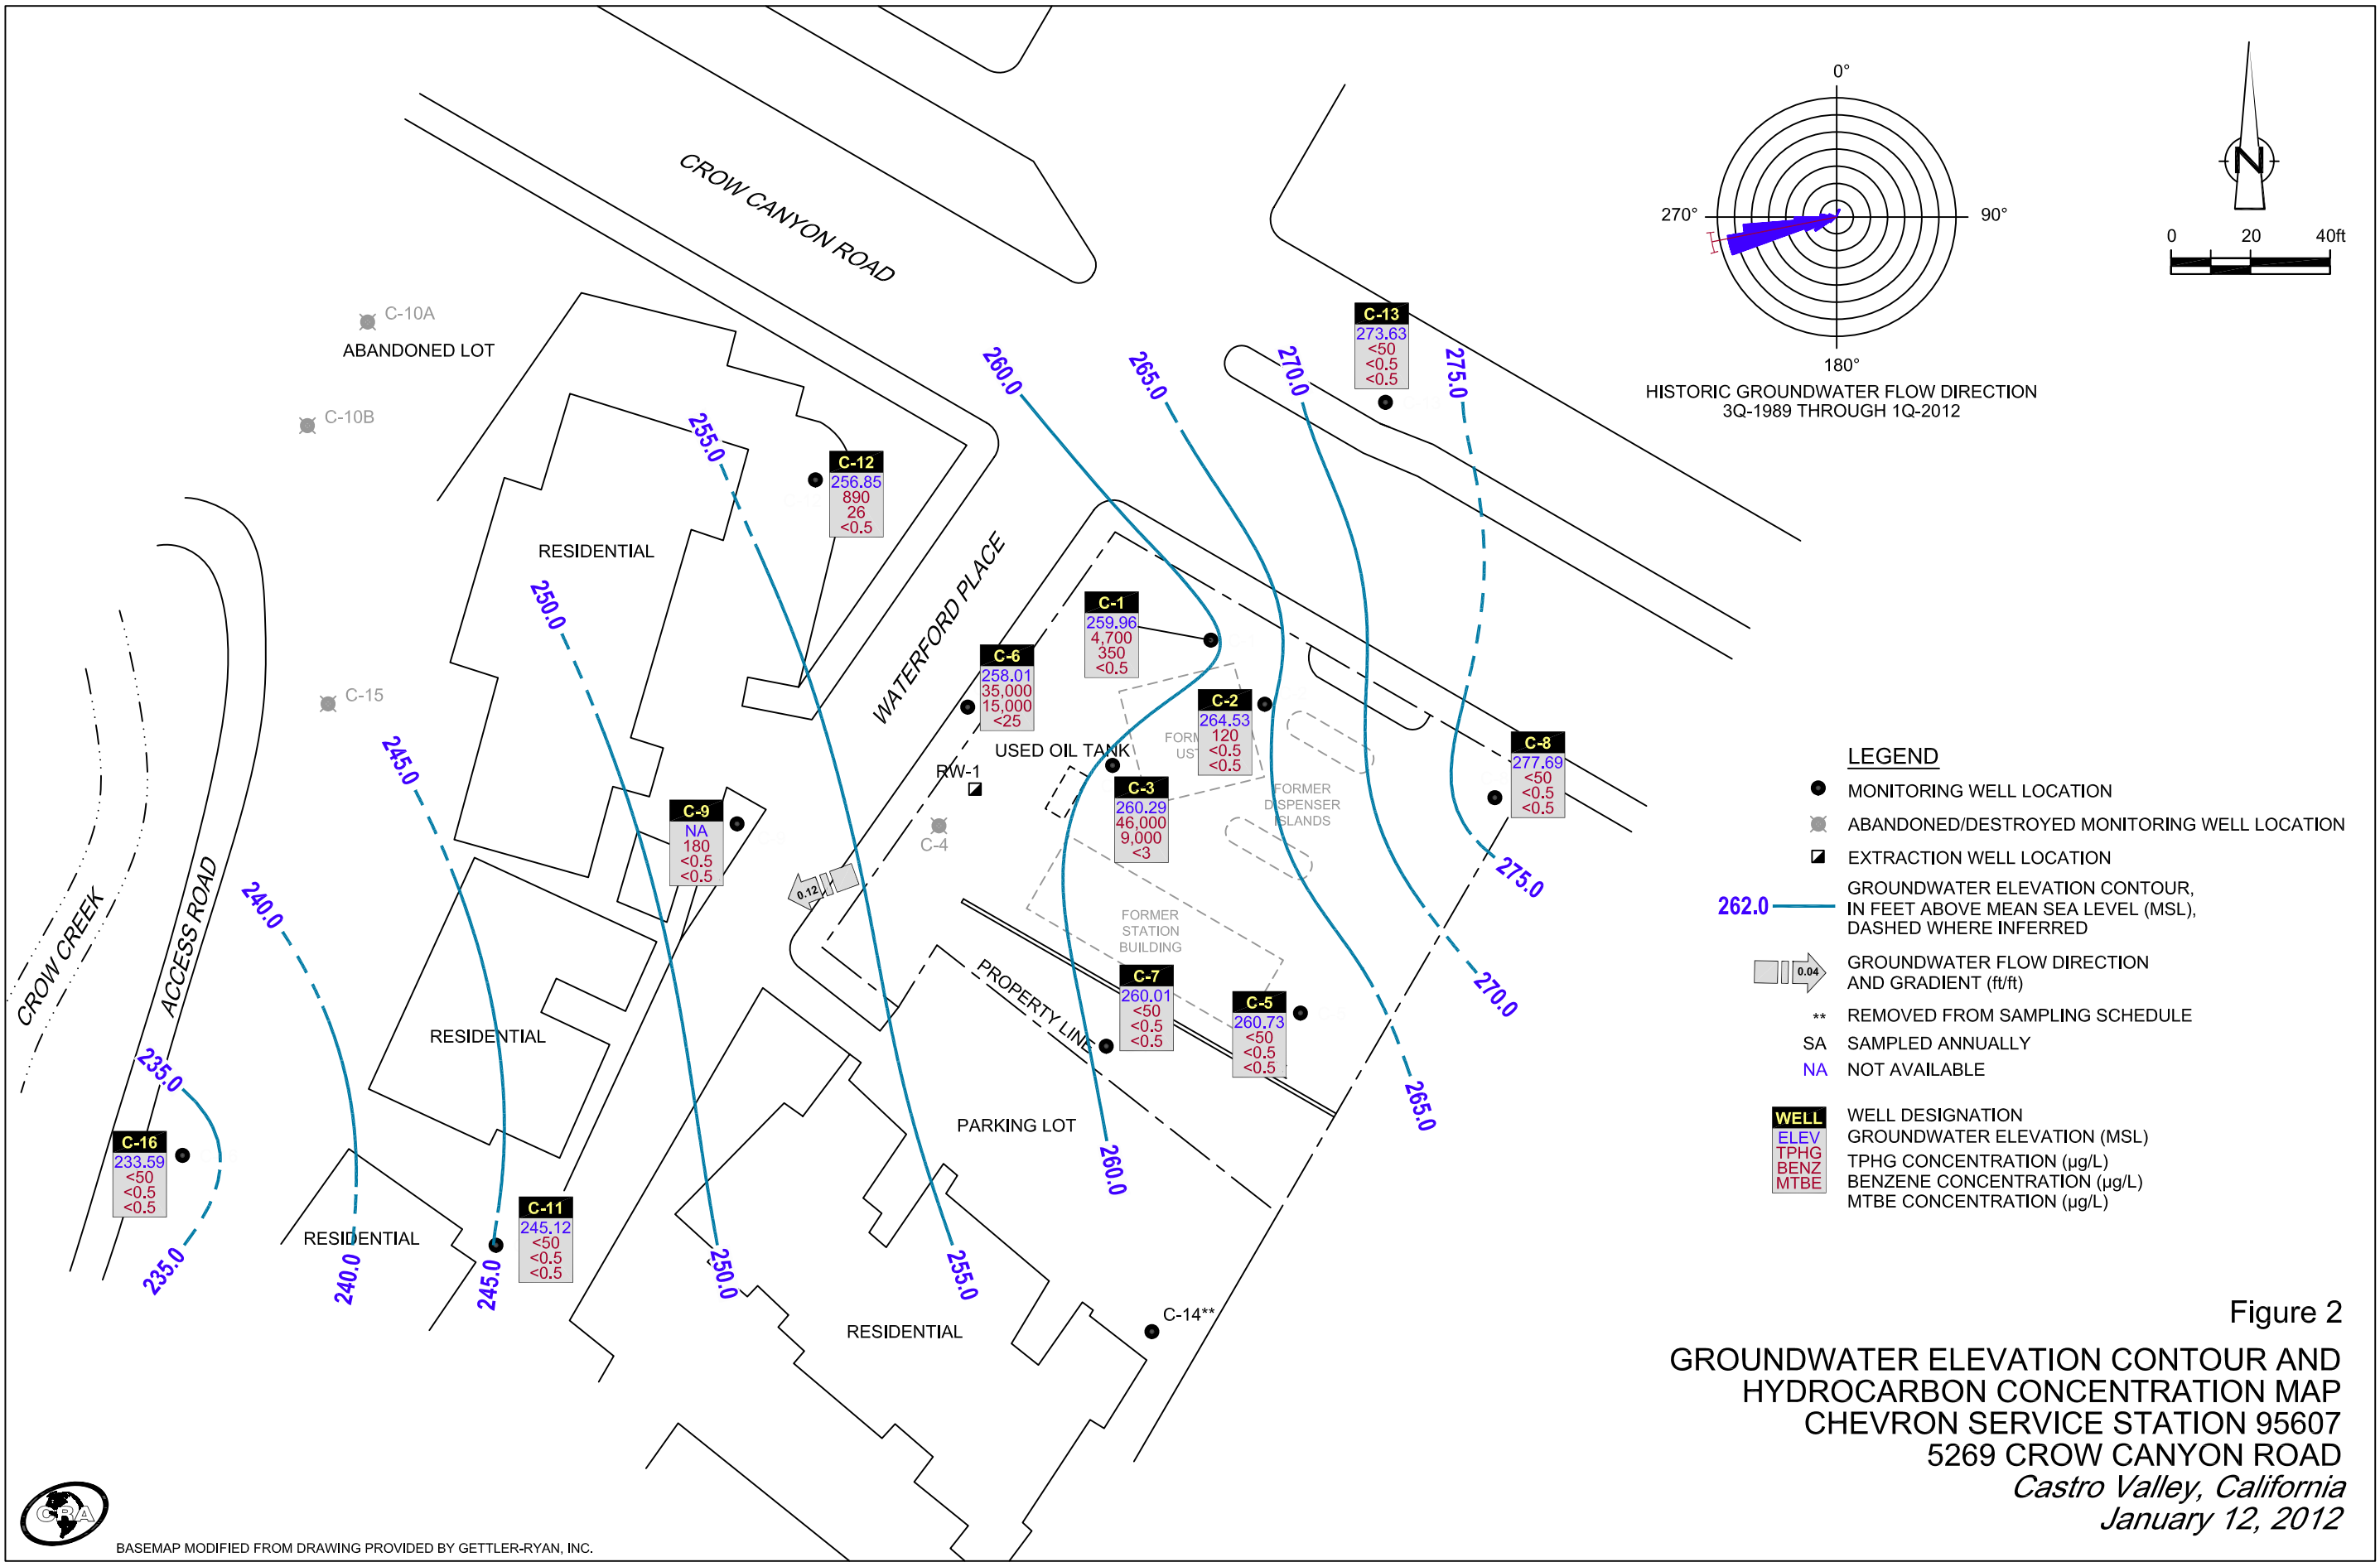 CROW CANYON ROAD
0°
270°
90°
180°
HISTORIC GROUNDWATER FLOW DIRECTION
3Q-1989 THROUGH 1Q-2012
N
0 20 40ft
C-10A
ABANDONED LOT
C-10B
C-15
260.0
265.0
270.0
275.0
255.0
250.0
245.0
240.0
235.0
C-13
273.63
<50
<0.5
<0.5
C-12
256.85
890
26
<0.5
RESIDENTIAL
WATERFORD PLACE
C-1
259.96
4,700
350
<0.5
C-6
258.01
35,000
15,000
<25
C-2
264.53
120
<0.5
<0.5
USED OIL TANK
RW-1
C-4
C-3
260.29
46,000
9,000
<3
FORMER
DISPENSER
ISLANDS
C-8
277.69
<50
<0.5
<0.5
C-9
NA
180
<0.5
<0.5
0.12
FORMER
STATION
BUILDING
PROPERTY LINE
C-7
260.01
<50
<0.5
<0.5
C-5
260.73
<50
<0.5
<0.5
CROW CREEK
ACCESS ROAD
RESIDENTIAL
PARKING LOT
C-16
233.59
<50
<0.5
<0.5
RESIDENTIAL
C-11
245.12
<50
<0.5
<0.5
235.0
240.0
245.0
250.0
255.0
260.0
265.0
270.0
275.0
RESIDENTIAL
C-14**
LEGEND
MONITORING WELL LOCATION
ABANDONED/DESTROYED MONITORING WELL LOCATION
EXTRACTION WELL LOCATION
262.0 GROUNDWATER ELEVATION CONTOUR,
IN FEET ABOVE MEAN SEA LEVEL (MSL),
DASHED WHERE INFERRED
0.04 GROUNDWATER FLOW DIRECTION
AND GRADIENT (ft/ft)
** REMOVED FROM SAMPLING SCHEDULE
SA SAMPLED ANNUALLY
NA NOT AVAILABLE
WELL WELL DESIGNATION
ELEV GROUNDWATER ELEVATION (MSL)
TPHG TPHG CONCENTRATION (µg/L)
BENZ BENZENE CONCENTRATION (µg/L)
MTBE MTBE CONCENTRATION (µg/L)
Figure 2
GROUNDWATER ELEVATION CONTOUR AND
HYDROCARBON CONCENTRATION MAP
CHEVRON SERVICE STATION 95607
5269 CROW CANYON ROAD
Castro Valley, California
January 12, 2012
CRA
BASEMAP MODIFIED FROM DRAWING PROVIDED BY GETTLER-RYAN, INC.